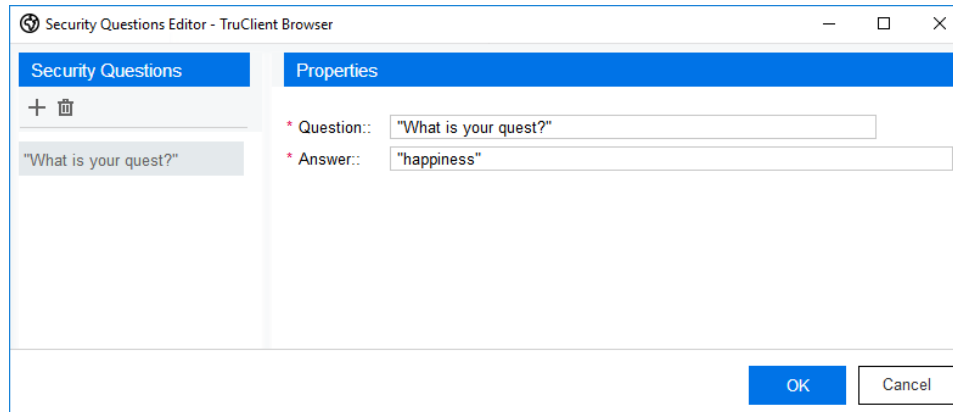 Security Questions Editor - TruClient Browser
Security Questions
Properties
* Question:: "What is your quest?"
* Answer:: "happiness"
"What is your quest?"
OK
Cancel